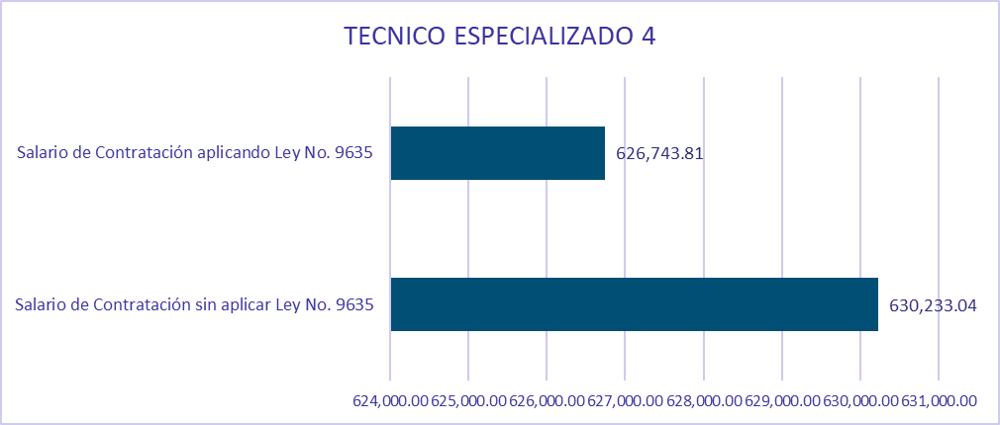 TECNICO ESPECIALIZADO 4
Salario de Contratación aplicando Ley No. 9635
626,743.81
Salario de Contratación sin aplicar Ley No. 9635
630,233.04
624,000.00 625,000.00 626,000.00 627,000.00 628,000.00 629,000.00 630,000.00 631,000.00